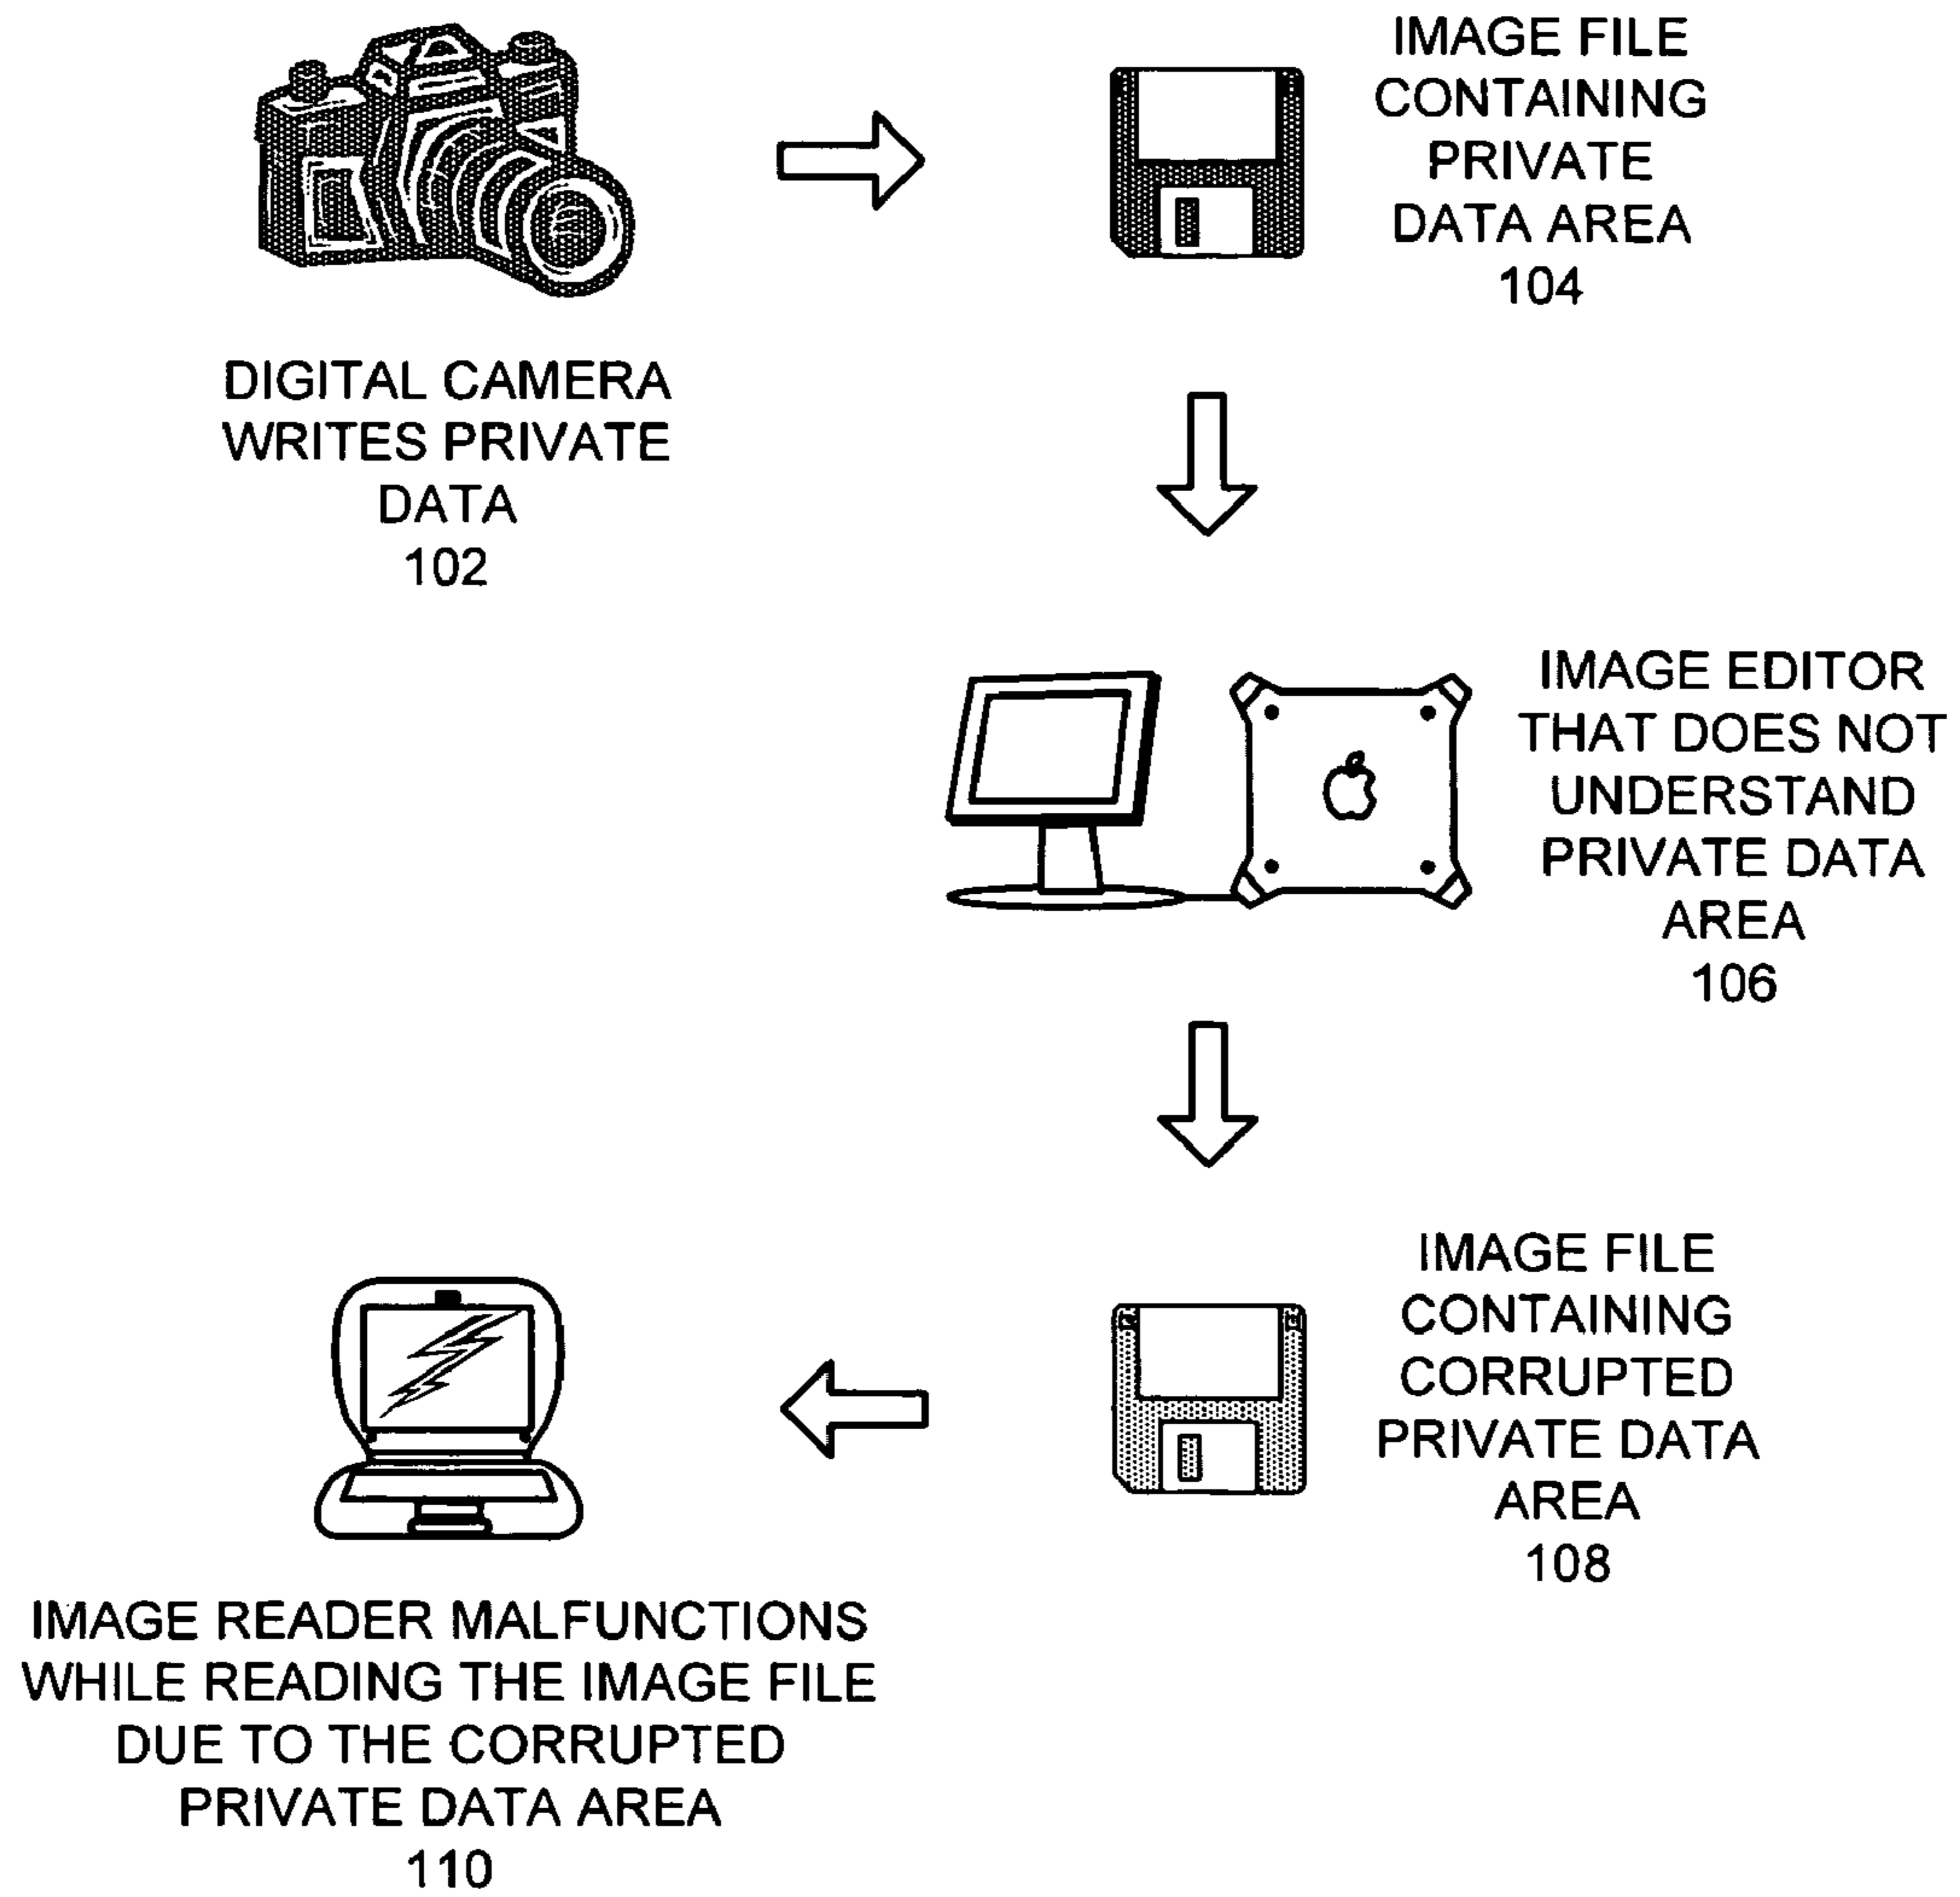 DIGITAL CAMERA
WRITES PRIVATE
DATA
102
IMAGE FILE
CONTAINING
PRIVATE
DATA AREA
104
IMAGE EDITOR
THAT DOES NOT
UNDERSTAND
PRIVATE DATA
AREA
106
IMAGE FILE
CONTAINING
CORRUPTED
PRIVATE DATA
AREA
108
IMAGE READER MALFUNCTIONS
WHILE READING THE IMAGE FILE
DUE TO THE CORRUPTED
PRIVATE DATA AREA
110